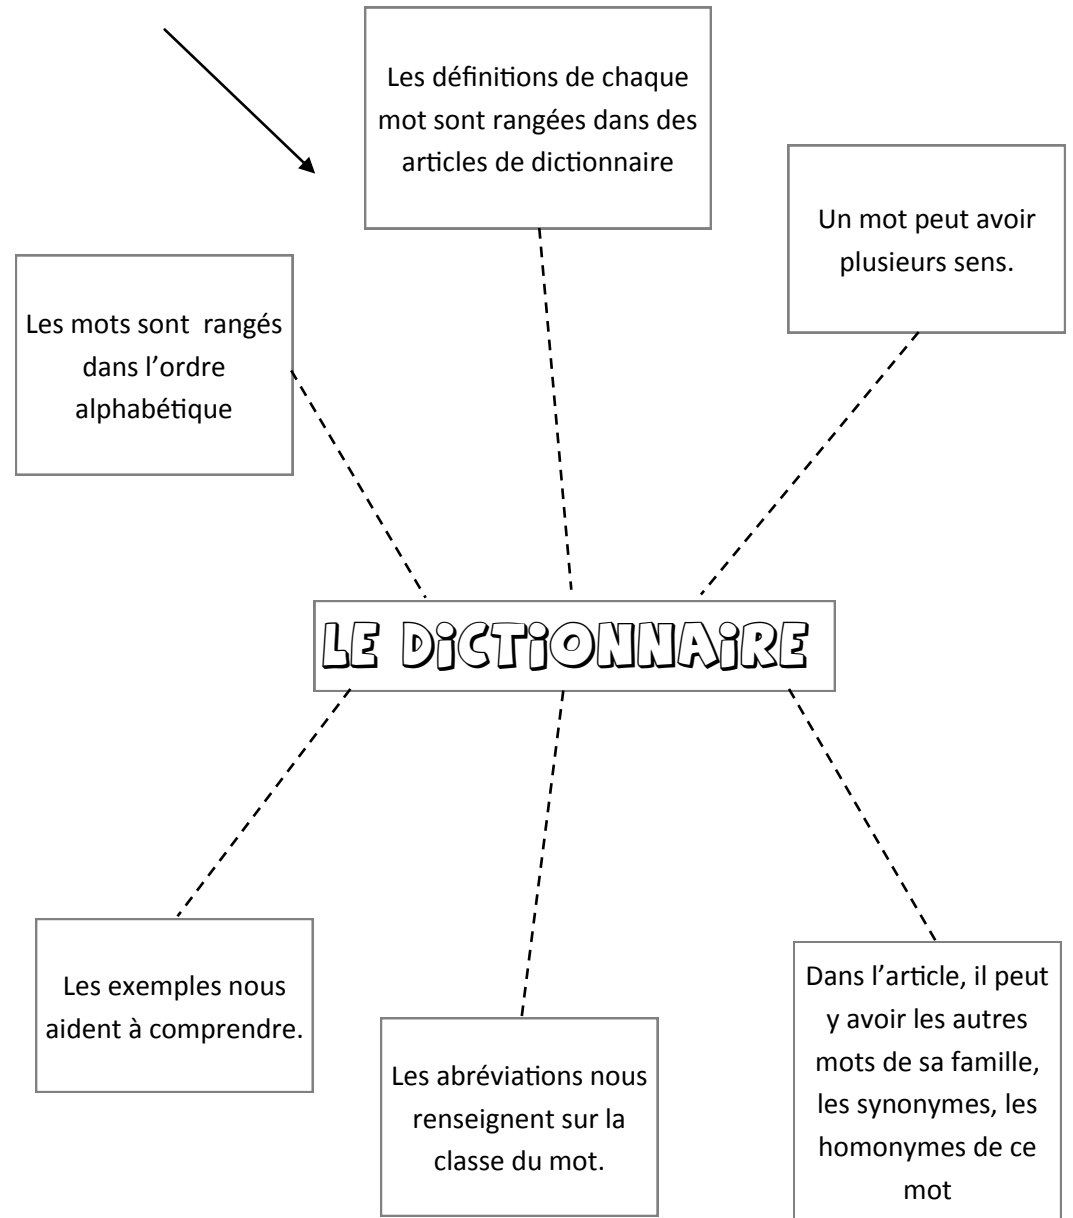 Les définitions de chaque
mot sont rangées dans des
articles de dictionnaire
Un mot peut avoir
plusieurs sens.
Les mots sont  rangés
dans l’ordre
alphabétique
LE DiCTiONNAiRE
Les exemples nous
aident à comprendre.
Les abréviations nous
renseignent sur la
classe du mot.
Dans l’article, il peut
y avoir les autres
mots de sa famille,
les synonymes, les
homonymes de ce
mot